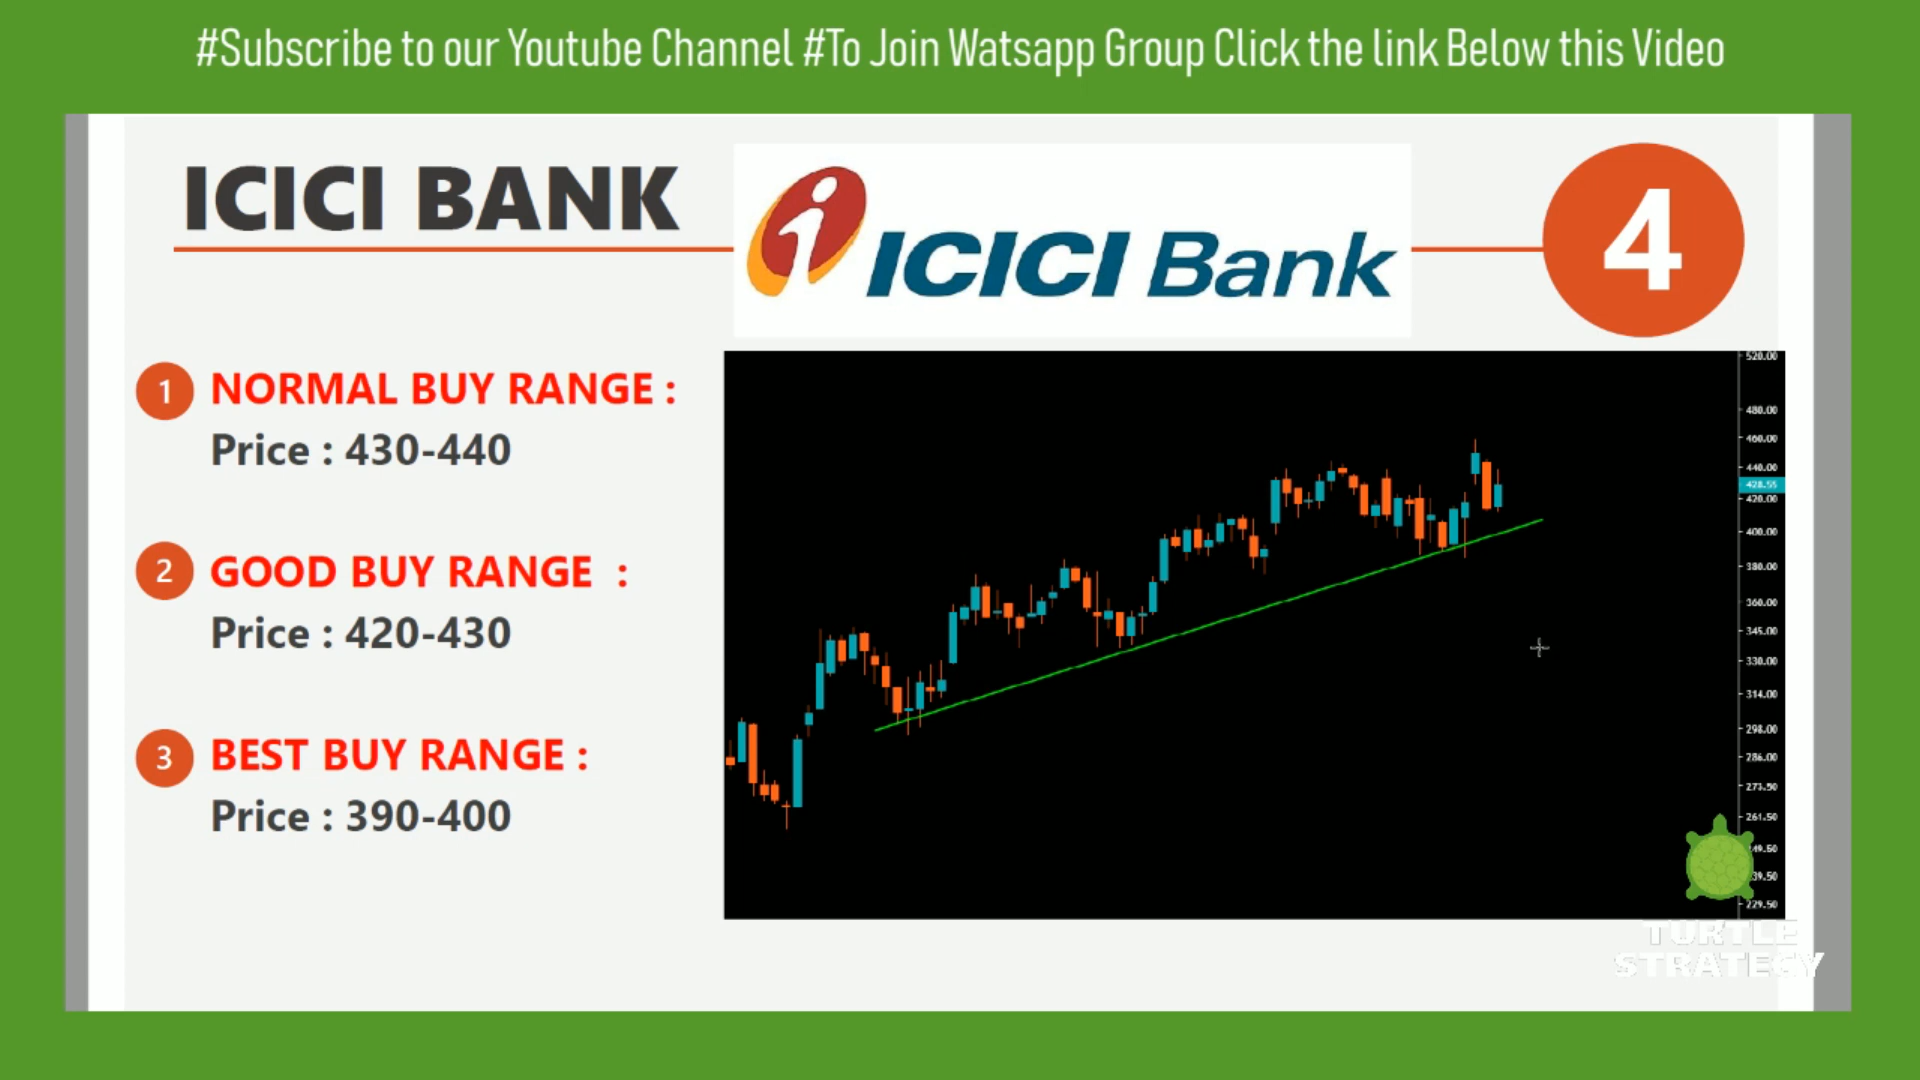 #Subscribe to our Youtube Channel #To Join Watsapp Group Click the link Below this Video
ICICI BANK
i ICICI Bank
4
1 NORMAL BUY RANGE :
Price : 430-440
2 GOOD BUY RANGE :
Price : 420-430
3 BEST BUY RANGE :
Price : 390-400
520.00
480.00
460.00
440.00
428.55
420.00
400.00
380.00
360.00
345.00
330.00
314.00
298.00
286.00
273.50
261.50
49.50
39.50
229.50
TURTLE
STRATEGY